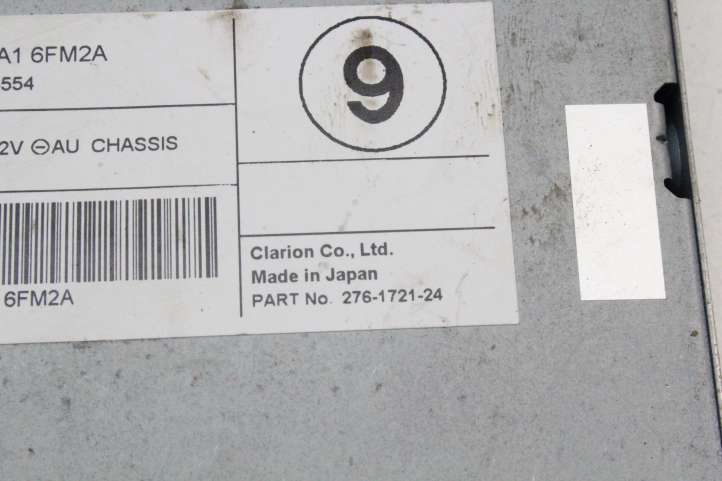 A1 6FM2A
554
9
2V ⊖AU CHASSIS
6FM2A
Clarion Co., Ltd.
Made in Japan
PART No. 276-1721-24